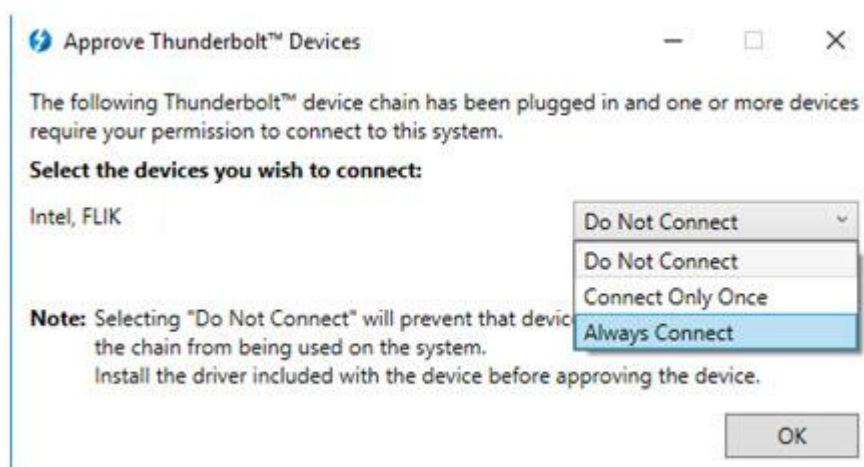 Approve Thunderbolt™ Devices
The following Thunderbolt™ device chain has been plugged in and one or more devices
require your permission to connect to this system.
Select the devices you wish to connect:
Intel, FLIK
Do Not Connect
Do Not Connect
Connect Only Once
Always Connect
Note: Selecting "Do Not Connect" will prevent that
the chain from being used on the system.
Install the driver included with the device before approving the device.
OK